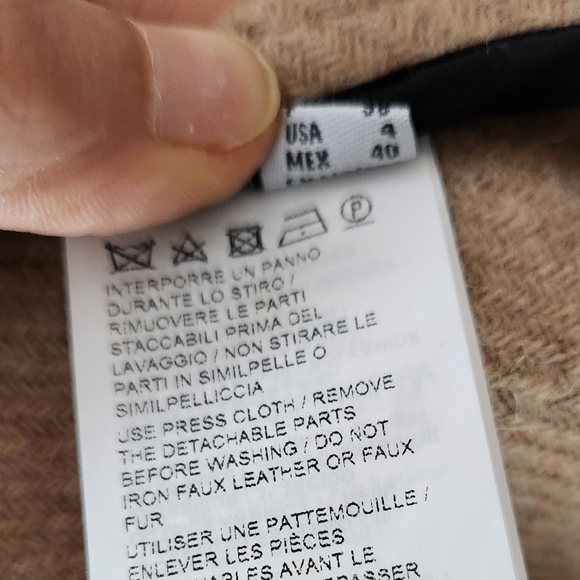 USA 4
MEX 40
P
INTERPORRE UN PANNO
DURANTE LO STIRO /
RIMUOVERE LE PARTI
STACCABILI PRIMA DEL
LAVAGGIO / NON STIRARE LE
PARTI IN SIMILPELLE O
SIMILPELLICCIA
USE PRESS CLOTH / REMOVE
THE DETACHABLE PARTS
BEFORE WASHING / DO NOT
IRON FAUX LEATHER OR FAUX
FUR
UTILISER UNE PATTEMOUILLE /
ENLEVER LES PIÈCES
AVANT LE